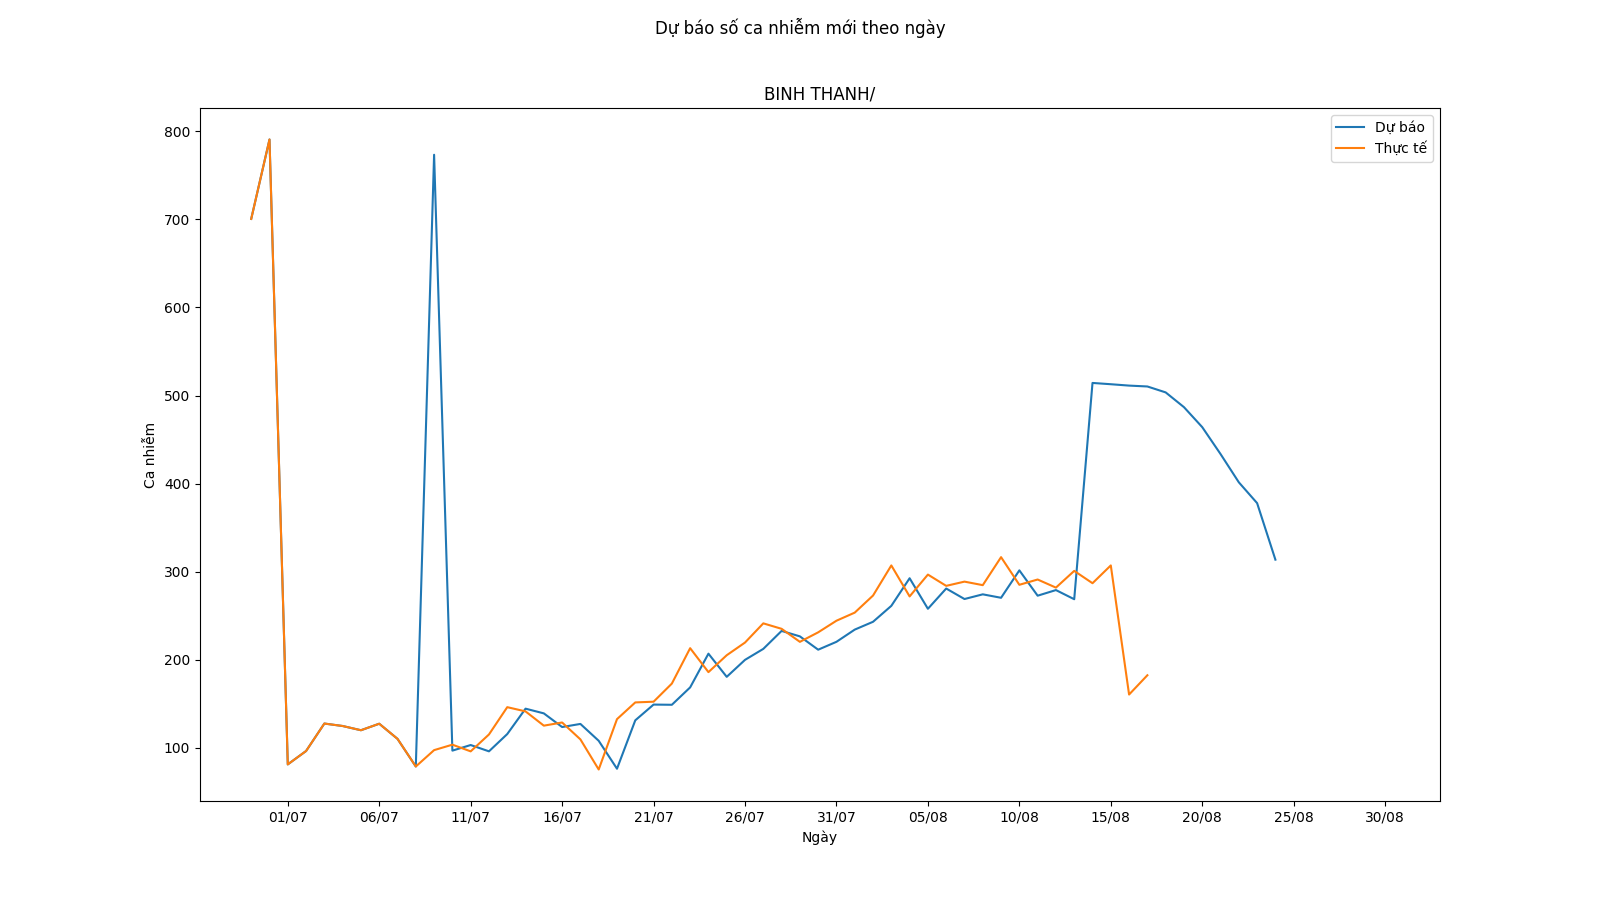 Dự báo số ca nhiễm mới theo ngày
BINH THANH/
Dự báo
Thực tế
800
700
600
500
400
300
200
100
Ca nhiễm
01/07 06/07 11/07 16/07 21/07 26/07 31/07 05/08 10/08 15/08 20/08 25/08 30/08
Ngày